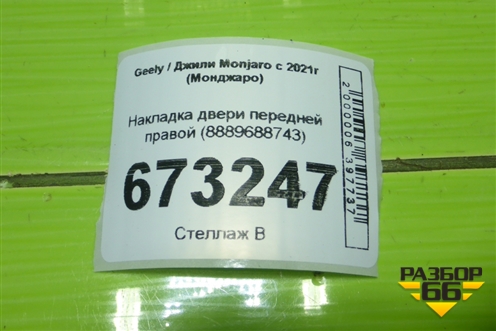 Geely / Джили Monjaro с 2021г
(Монджаро)
Накладка двери передней
правой (8889688743)
673247
Стеллаж В
2000006397737
РАЗБОР
66